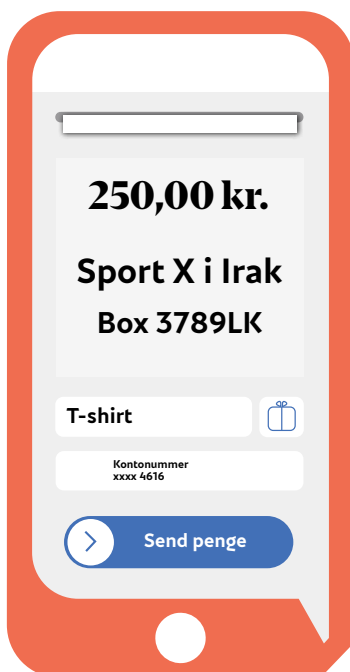 250,00 kr.
Sport X i Irak
Box 3789LK
T-shirt
Kontonummer
xxxx 4616
Send penge